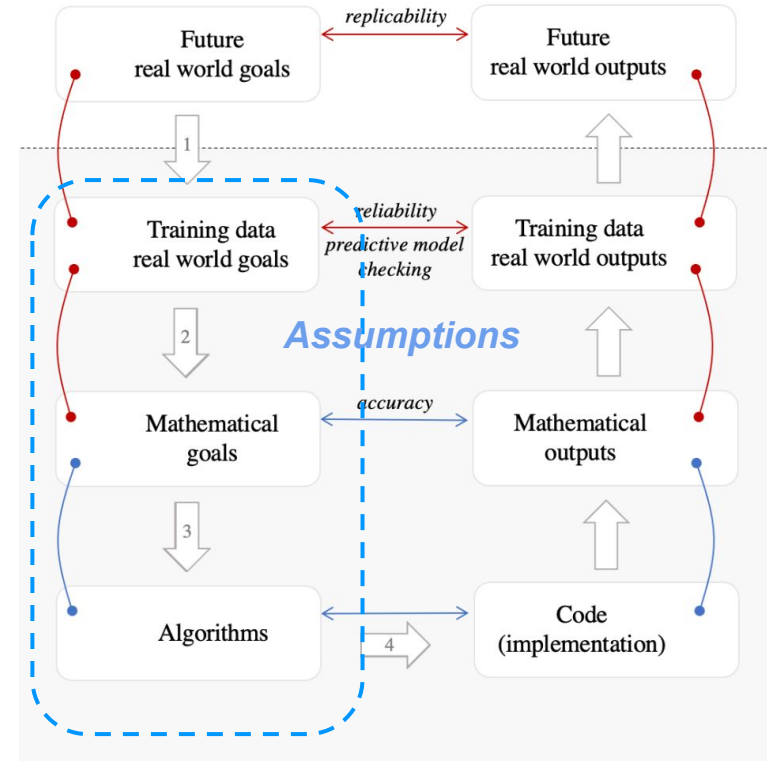 replicability
Future
real world goals
Future
real world outputs
1
Training data
real world goals
reliability
predictive model
checking
Training data
real world outputs
2
Assumptions
Mathematical
goals
accuracy
Mathematical
outputs
3
Algorithms
4
Code
(implementation)